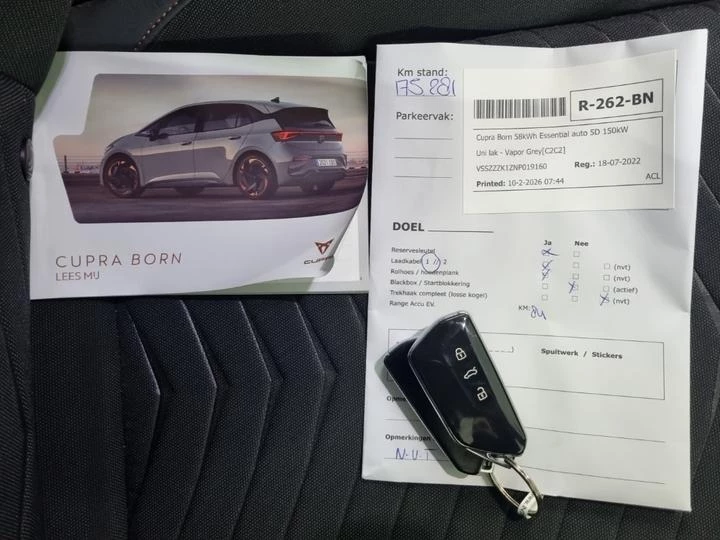 CUPRA BORN
LEES MIJ
CUPRA
Km stand:
175.881
Parkeervak:
R-262-BN
Cupra Born 58kWh Essential auto 5D 150kW
Uni lak - Vapor Grey[C2C2]
Reg.: 18-07-2022
VSSZZZK1ZNP019160
Printed: 10-2-2026 07:44
ACL
DOEL
Ja Nee
Reservesleutel
Laadkabel 1 // 2 (nvt)
Rolhoes / hondenplank (nvt)
Blackbox / Startblokkering (actief)
Trekhaak compleet (losse kogel) (nvt)
Range Accu EV. KM: 84
Spuitwerk / Stickers
Opme
Opmerkingen
N.V.T